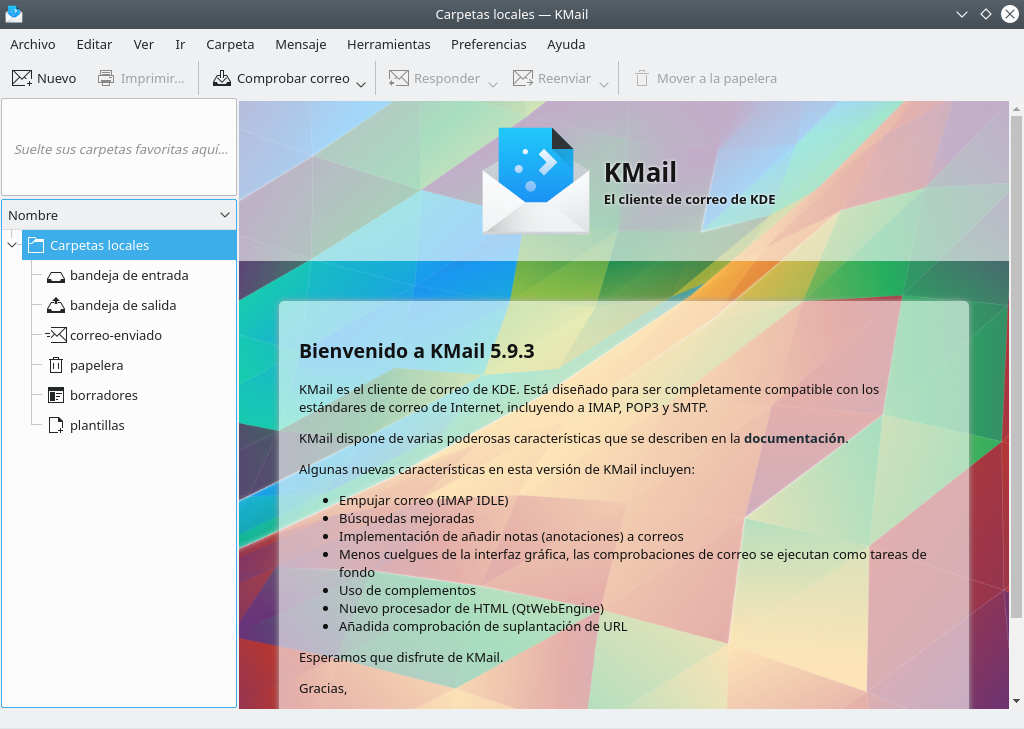 Carpetas locales — KMail
Archivo Editar Ver Ir Carpeta Mensaje Herramientas Preferencias Ayuda
Nuevo Imprimir... Comprobar correo Responder Reenviar Mover a la papelera
Suelte sus carpetas favoritas aquí...
Nombre
Carpetas locales
bandeja de entrada
bandeja de salida
correo-enviado
papelera
borradores
plantillas
KMail
El cliente de correo de KDE
Bienvenido a KMail 5.9.3
KMail es el cliente de correo de KDE. Está diseñado para ser completamente compatible con los
estándares de correo de Internet, incluyendo a IMAP, POP3 y SMTP.
KMail dispone de varias poderosas características que se describen en la documentación.
Algunas nuevas características en esta versión de KMail incluyen:
• Empujar correo (IMAP IDLE)
• Búsquedas mejoradas
• Implementación de añadir notas (anotaciones) a correos
• Menos cuelgues de la interfaz gráfica, las comprobaciones de correo se ejecutan como tareas de
fondo
• Uso de complementos
• Nuevo procesador de HTML (QtWebEngine)
• Añadida comprobación de suplantación de URL
Esperamos que disfrute de KMail.
Gracias,